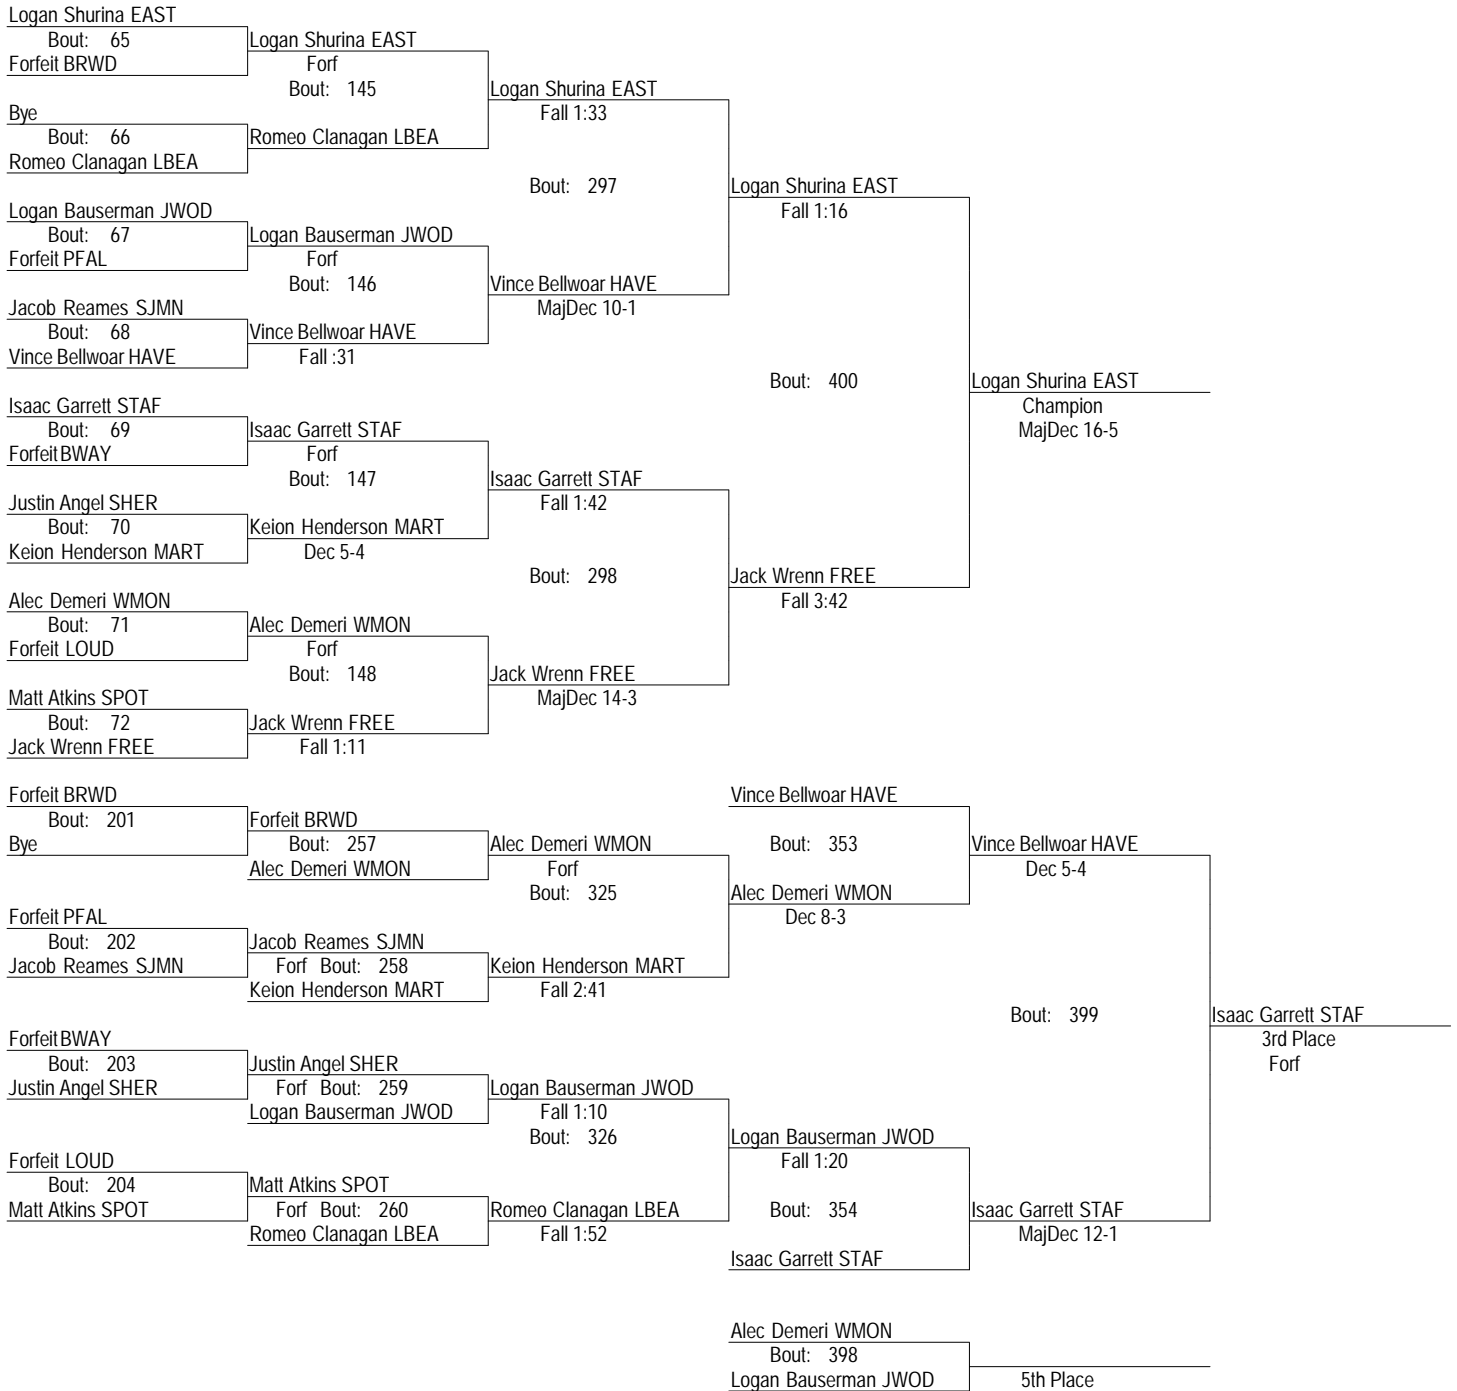 Logan Shurina EAST
Bout: 65
Forfeit BRWD
Bye
Bout: 66
Romeo Clanagan LBEA
Logan Bauserman JWOD
Bout: 67
Forfeit PFAL
Jacob Reames SJMN
Bout: 68
Vince Bellwoar HAVE
Isaac Garrett STAF
Bout: 69
Forfeit BWAY
Justin Angel SHER
Bout: 70
Keion Henderson MART
Alec Demeri WMON
Bout: 71
Forfeit LOUD
Matt Atkins SPOT
Bout: 72
Jack Wrenn FREE
Logan Shurina EAST
Forf
Bout: 145
Romeo Clanagan LBEA
Logan Bauserman JWOD
Forf
Bout: 146
Vince Bellwoar HAVE
Fall :31
Isaac Garrett STAF
Forf
Bout: 147
Keion Henderson MART
Dec 5-4
Alec Demeri WMON
Forf
Bout: 148
Jack Wrenn FREE
Fall 1:11
Logan Shurina EAST
Fall 1:33
Bout: 297
Vince Bellwoar HAVE
MajDec 10-1
Isaac Garrett STAF
Fall 1:42
Bout: 298
Jack Wrenn FREE
MajDec 14-3
Logan Shurina EAST
Fall 1:16
Bout: 400
Jack Wrenn FREE
Fall 3:42
Logan Shurina EAST
Champion
MajDec 16-5
Forfeit BRWD
Bout: 201
Bye
Forfeit PFAL
Bout: 202
Jacob Reames SJMN
Forfeit BWAY
Bout: 203
Justin Angel SHER
Forfeit LOUD
Bout: 204
Matt Atkins SPOT
Forfeit BRWD
Bout: 257
Alec Demeri WMON
Jacob Reames SJMN
Forf Bout: 258
Keion Henderson MART
Justin Angel SHER
Forf Bout: 259
Logan Bauserman JWOD
Matt Atkins SPOT
Forf Bout: 260
Romeo Clanagan LBEA
Alec Demeri WMON
Forf
Bout: 325
Keion Henderson MART
Fall 2:41
Logan Bauserman JWOD
Fall 1:10
Bout: 326
Romeo Clanagan LBEA
Fall 1:52
Vince Bellwoar HAVE
Bout: 353
Alec Demeri WMON
Dec 8-3
Logan Bauserman JWOD
Fall 1:20
Bout: 354
Isaac Garrett STAF
Vince Bellwoar HAVE
Dec 5-4
Bout: 399
Isaac Garrett STAF
MajDec 12-1
Isaac Garrett STAF
3rd Place
Forf
Alec Demeri WMON
Bout: 398
Logan Bauserman JWOD
5th Place